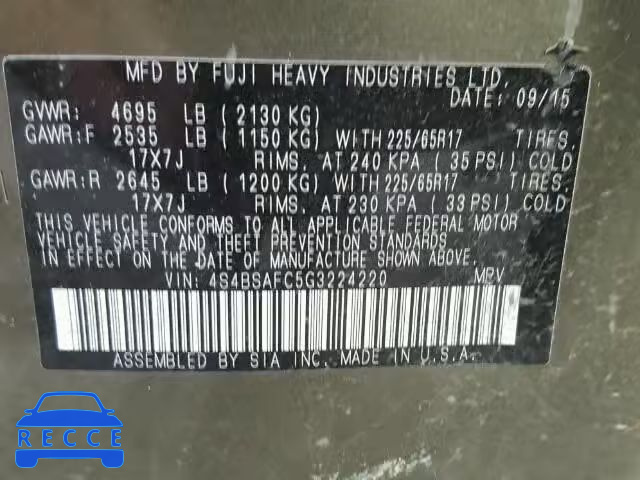 MFD BY FUJI HEAVY INDUSTRIES LTD.
DATE: 09/15
GVWR: 4695 LB (2130 KG)
GAWR:F 2535 LB (1150 KG) WITH 225/65R17 TIRES,
17X7J RIMS, AT 240 KPA (35 PSI) COLD
GAWR:R 2645 LB (1200 KG) WITH 225/65R17 TIRES,
17X7J RIMS, AT 230 KPA (33 PSI) COLD
THIS VEHICLE CONFORMS TO ALL APPLICABLE FEDERAL MOTOR
VEHICLE SAFETY AND THEFT PREVENTION STANDARDS
IN EFFECT ON THE DATE OF MANUFACTURE SHOWN ABOVE.
VIN: 4S4BSAFC5G3224220 MPV
ASSEMBLED BY SIA INC. MADE IN U.S.A.
RECCE